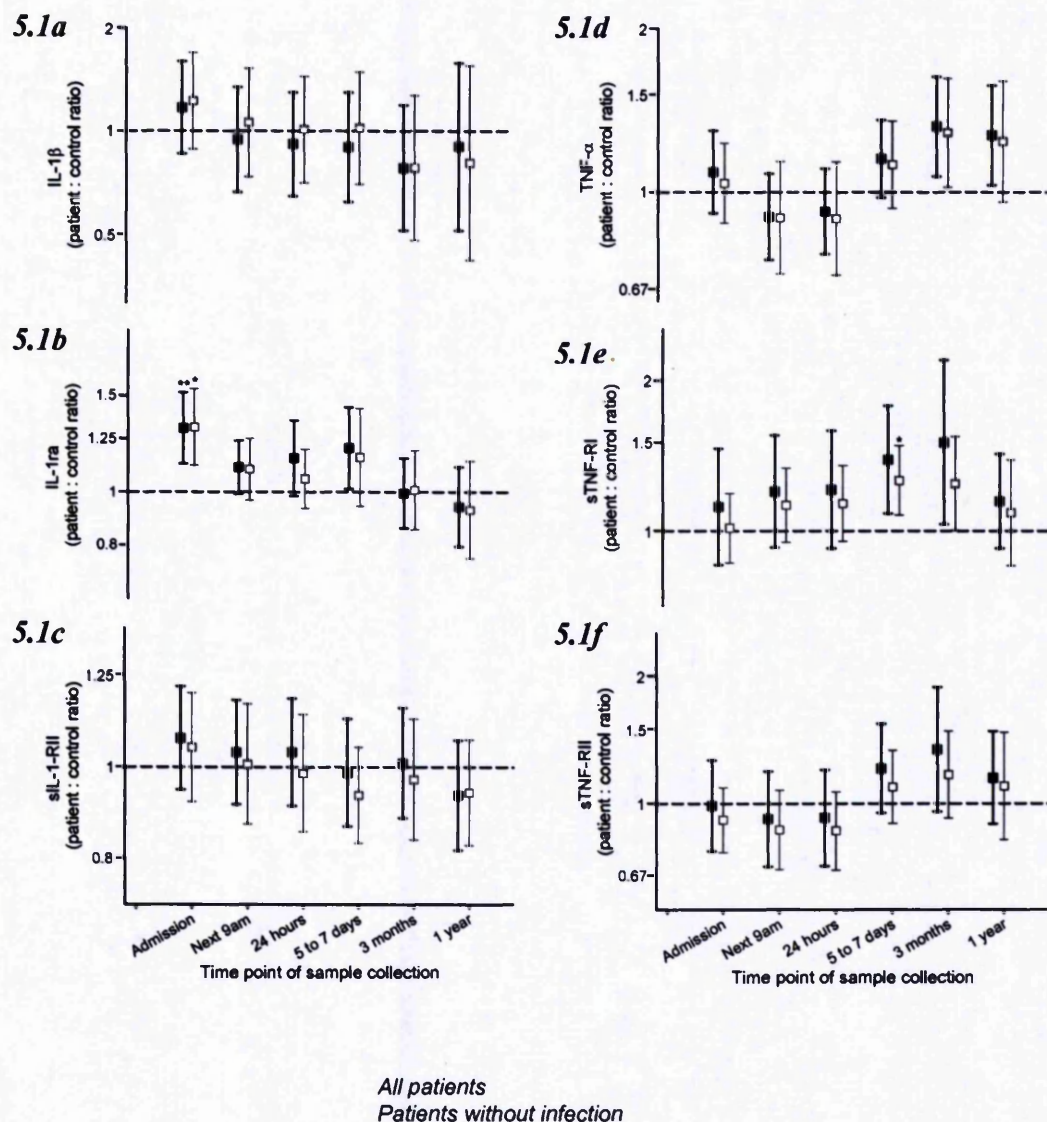 5.1a
2
1
0.5
IL-1β
(patient : control ratio)
5.1b
1.5
1.25
1
0.8
IL-1ra
(patient : control ratio)
** *
5.1c
1.25
1
0.8
sIL-1-RII
(patient : control ratio)
Admission
Next 9am
24 hours
5 to 7 days
3 months
1 year
Time point of sample collection
5.1d
2
1.5
1
0.67
TNF-α
(patient : control ratio)
5.1e
2
1.5
1
sTNF-RI
(patient : control ratio)
*
5.1f
2
1.5
1
0.67
sTNF-RII
(patient : control ratio)
Admission
Next 9am
24 hours
5 to 7 days
3 months
1 year
Time point of sample collection
All patients
Patients without infection